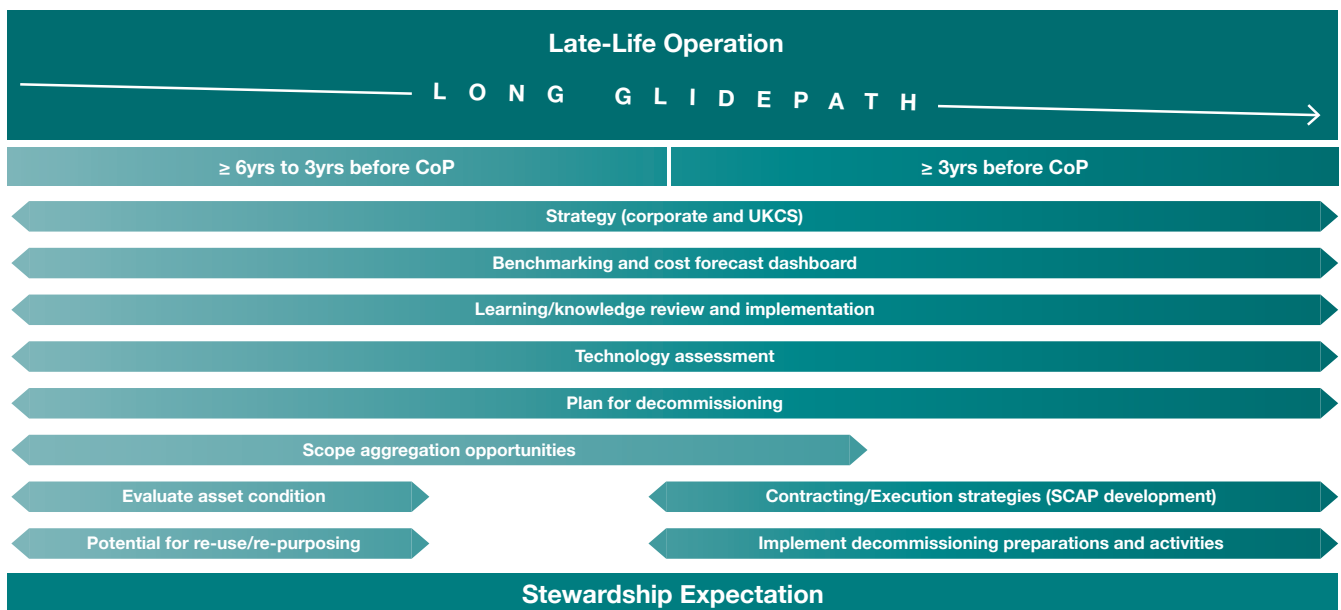 Late-Life Operation
LONG GLIDEPATH
≥ 6yrs to 3yrs before CoP
≥ 3yrs before CoP
Strategy (corporate and UKCS)
Benchmarking and cost forecast dashboard
Learning/knowledge review and implementation
Technology assessment
Plan for decommissioning
Scope aggregation opportunities
Evaluate asset condition
Contracting/Execution strategies (SCAP development)
Potential for re-use/re-purposing
Implement decommissioning preparations and activities
Stewardship Expectation